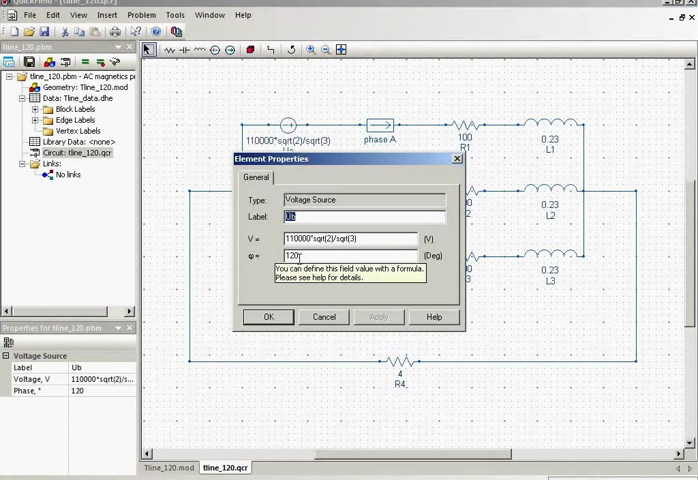 QuickField - [tline_120.qcr]
File Edit View Insert Problem Tools Window Help
tline_120.pbm
tline_120.pbm - AC magnetics p
Geometry: Tline_data.mod
Data: Tline_data.dhe
Block Labels
Edge Labels
Vertex Labels
Library Data: <none>
Circuit: tline_120.qcr
Links:
No links
Properties for tline_120.pbm
Voltage Source
Label Ub
Voltage, V 110000*sqrt(2)/s...
Phase, ° 120
110000*sqrt(2)/sqrt(3)
phase A
100
R1
0.23
L1
0.23
L2
0.23
L3
4
R4
Element Properties
General
Type: Voltage Source
Label: Ub
V = 110000*sqrt(2)/sqrt(3) (V)
φ = 120 (Deg)
You can define this field value with a formula.
Please see help for details.
OK Cancel Apply Help
Tline_120.mod tline_120.qcr